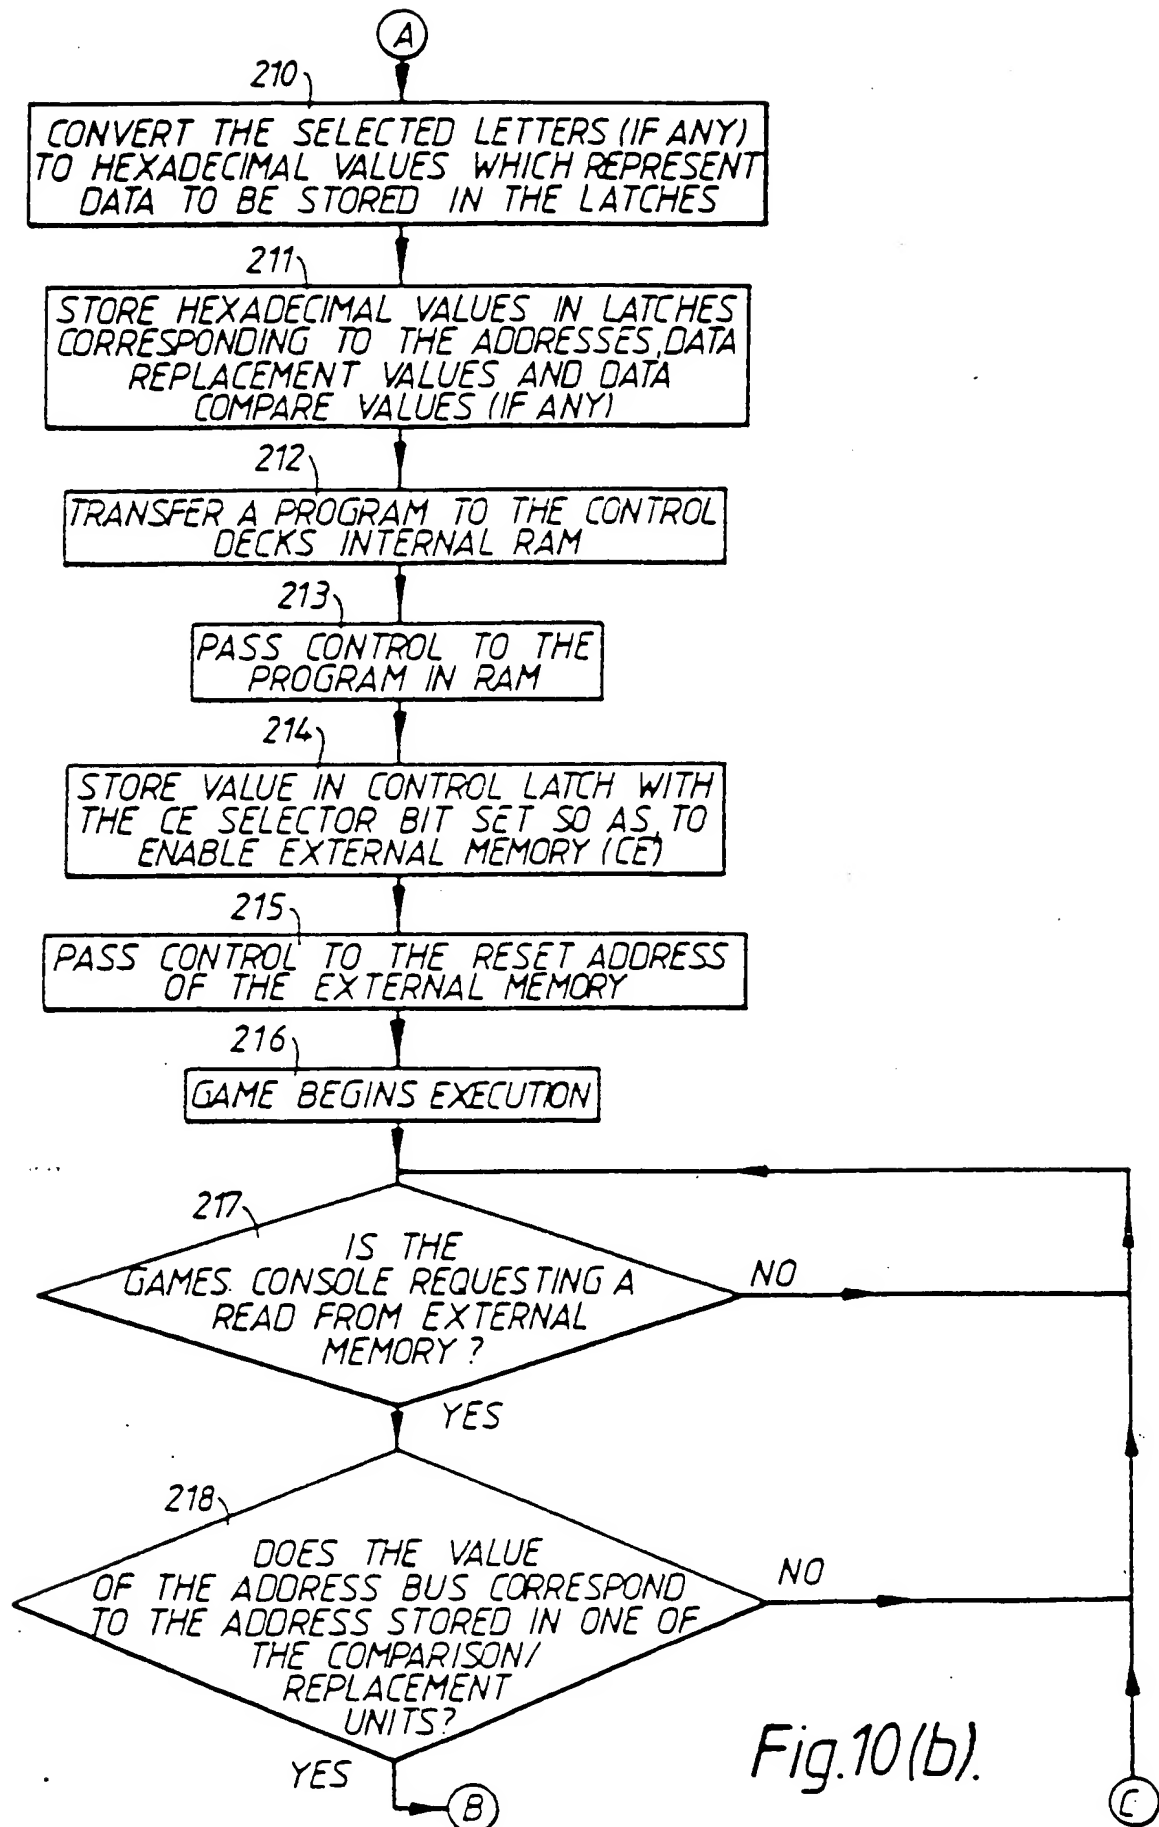 A
210
CONVERT THE SELECTED LETTERS (IF ANY)
TO HEXADECIMAL VALUES WHICH REPRESENT
DATA TO BE STORED IN THE LATCHES
211
STORE HEXADECIMAL VALUES IN LATCHES
CORRESPONDING TO THE ADDRESSES, DATA
REPLACEMENT VALUES AND DATA
COMPARE VALUES (IF ANY)
212
TRANSFER A PROGRAM TO THE CONTROL
DECKS INTERNAL RAM
213
PASS CONTROL TO THE
PROGRAM IN RAM
214
STORE VALUE IN CONTROL LATCH WITH
THE CE SELECTOR BIT SET SO AS, TO
ENABLE EXTERNAL MEMORY (CE)
215
PASS CONTROL TO THE RESET ADDRESS
OF THE EXTERNAL MEMORY
216
GAME BEGINS EXECUTION
217
IS THE
GAMES. CONSOLE REQUESTING A
READ FROM EXTERNAL
MEMORY?
NO
YES
218
DOES THE VALUE
OF THE ADDRESS BUS CORRESPOND
TO THE ADDRESS STORED IN ONE OF
THE COMPARISON/
REPLACEMENT
UNITS?
NO
YES
B
Fig.10(b).
C